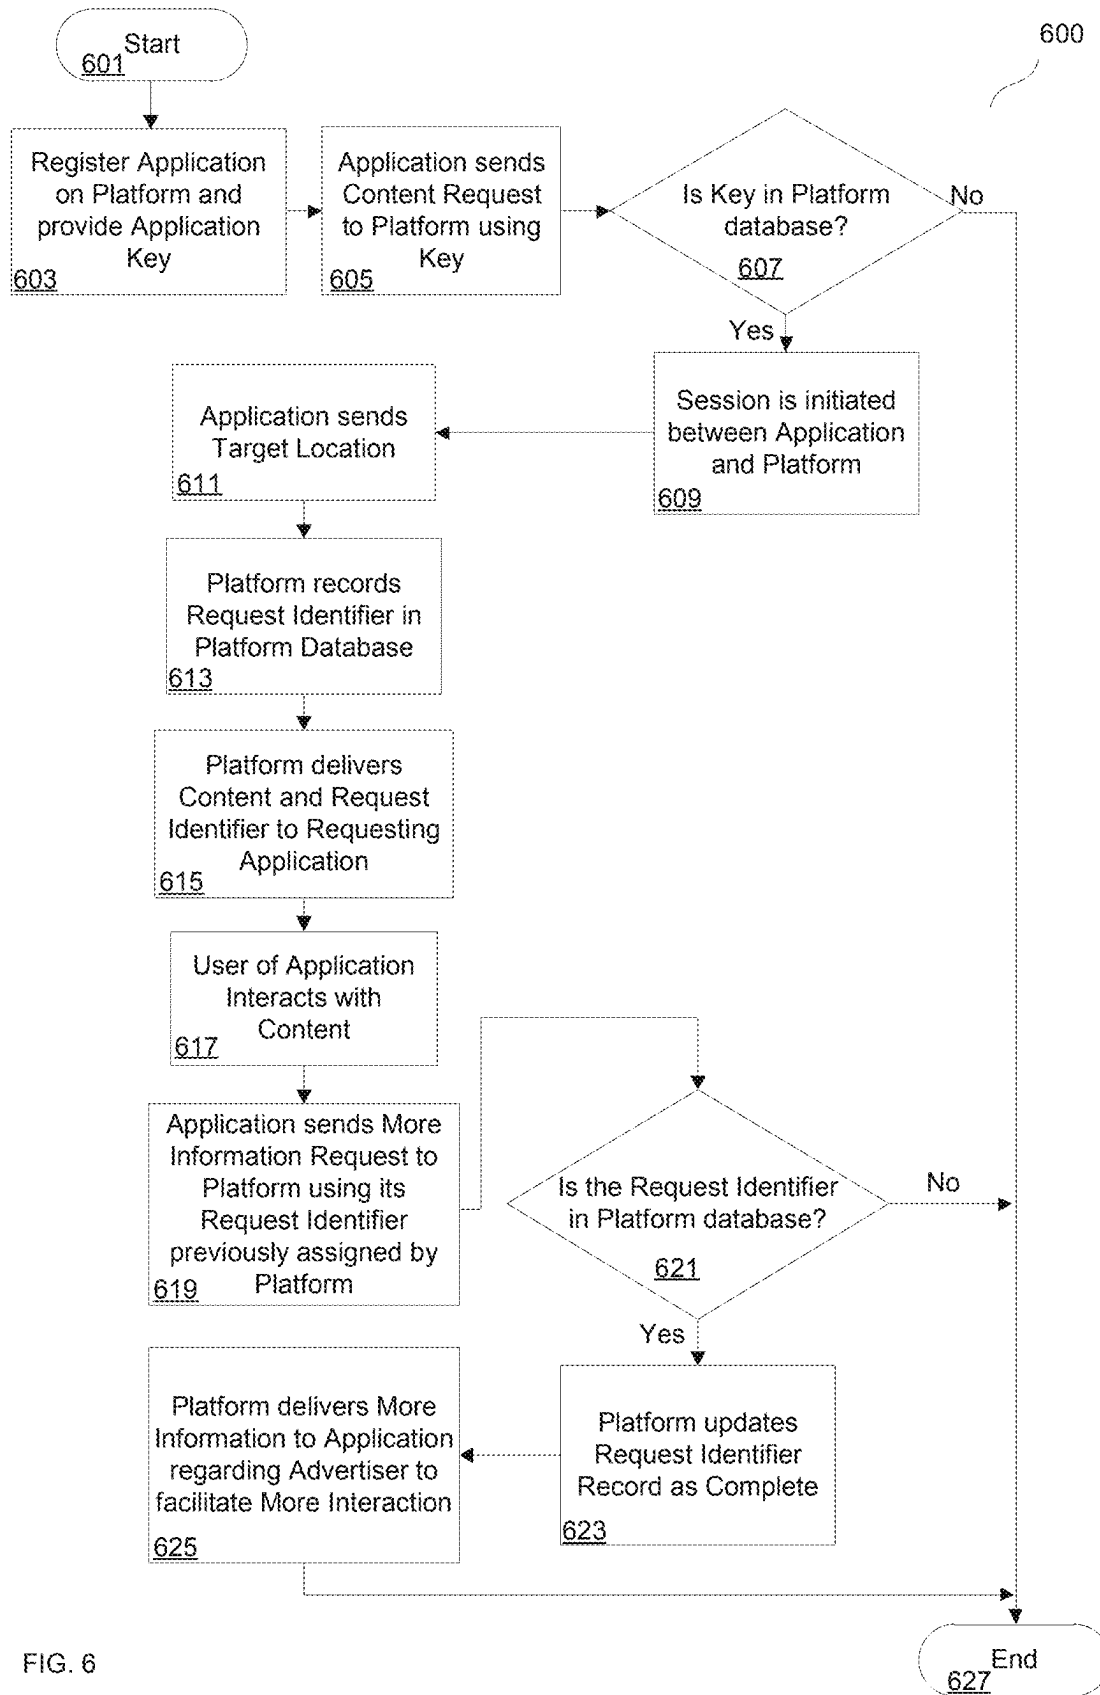 600
Start
601
Register Application
on Platform and
provide Application
Key
603
Application sends
Content Request
to Platform using
Key
605
Is Key in Platform
database?
607
No
Yes
Session is initiated
between Application
and Platform
609
Application sends
Target Location
611
Platform records
Request Identifier in
Platform Database
613
Platform delivers
Content and Request
Identifier to Requesting
Application
615
User of Application
Interacts with
Content
617
Application sends More
Information Request to
Platform using its
Request Identifier
previously assigned by
Platform
619
Is the Request Identifier
in Platform database?
621
No
Yes
Platform updates
Request Identifier
Record as Complete
623
Platform delivers More
Information to Application
regarding Advertiser to
facilitate More Interaction
625
End
627
FIG. 6